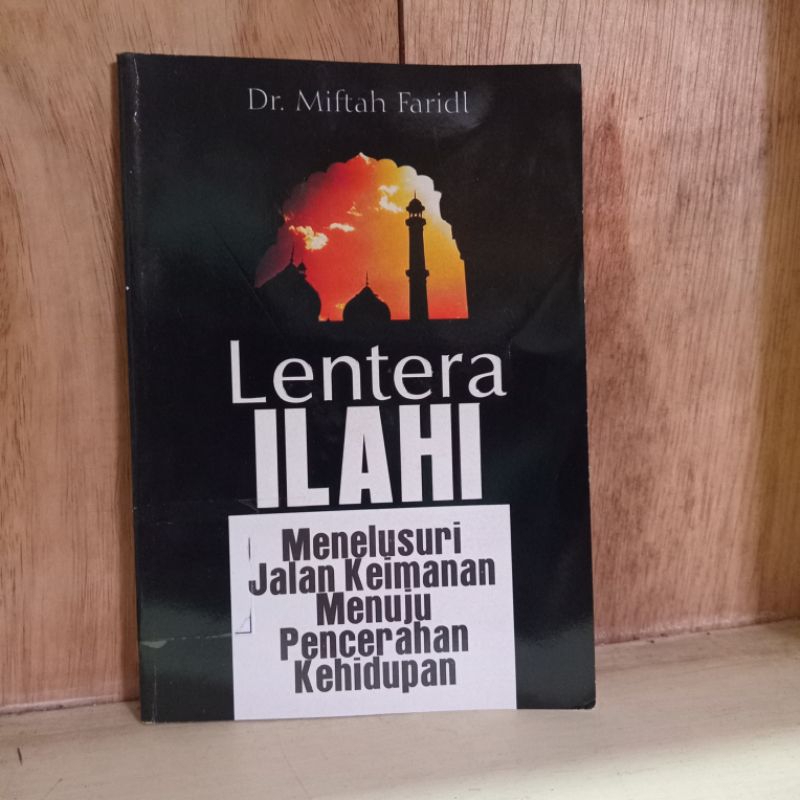 Dr. Miftah Faridl
Lentera
ILAHI
Menelusuri
Jalan Keimanan
Menuju
Pencerahan
Kehidupan